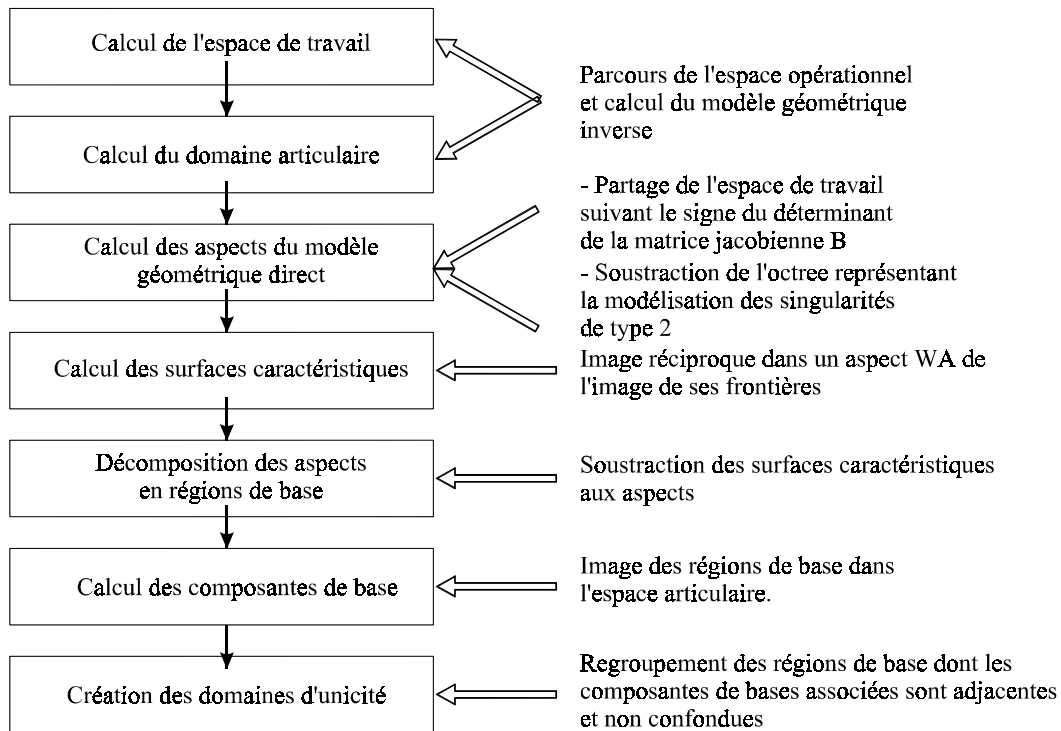 Calcul de l'espace de travail
Parcours de l'espace opérationnel
et calcul du modèle géométrique
inverse
Calcul du domaine articulaire
- Partage de l'espace de travail
suivant le signe du déterminant
de la matrice jacobienne B
Calcul des aspects du modèle
géométrique direct
- Soustraction de l'octree représentant
la modélisation des singularités
de type 2
Calcul des surfaces caractéristiques
Image réciproque dans un aspect WA de
l'image de ses frontières
Décomposition des aspects
en régions de base
Soustraction des surfaces caractéristiques
aux aspects
Calcul des composantes de base
Image des régions de base dans
l'espace articulaire.
Création des domaines d'unicité
Regroupement des régions de base dont les
composantes de bases associées sont adjacentes
et non confondues